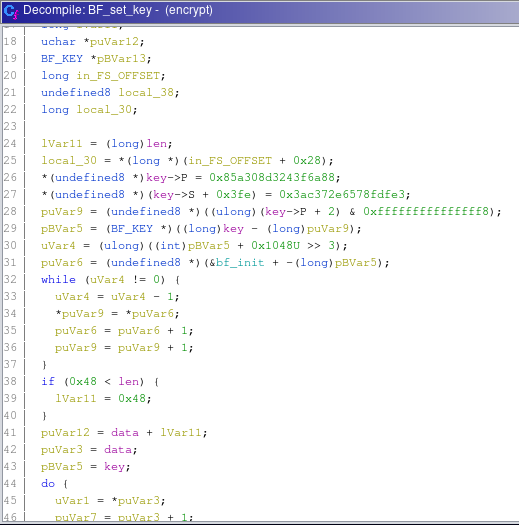 Decompile: BF_set_key - (encrypt)
18 uchar *puVar12;
19 BF_KEY *pBVar13;
20 long in_FS_OFFSET;
21 undefined8 local_38;
22 long local_30;
23
24 lVar11 = (long)len;
25 local_30 = *(long *)(in_FS_OFFSET + 0x28);
26 *(undefined8 *)key->P = 0x85a308d3243f6a88;
27 *(undefined8 *)(key->S + 0x3fe) = 0x3ac372e6578fdfe3;
28 puVar9 = (undefined8 *)((ulong)(key->P + 2) & 0xfffffffffffffff8);
29 pBVar5 = (BF_KEY *)((long)key - (long)puVar9);
30 uVar4 = (ulong)((int)pBVar5 + 0x1048U >> 3);
31 puVar6 = (undefined8 *)(&bf_init + -(long)pBVar5);
32 while (uVar4 != 0) {
33 uVar4 = uVar4 - 1;
34 *puVar9 = *puVar6;
35 puVar6 = puVar6 + 1;
36 puVar9 = puVar9 + 1;
37 }
38 if (0x48 < len) {
39 lVar11 = 0x48;
40 }
41 puVar12 = data + lVar11;
42 puVar3 = data;
43 pBVar5 = key;
44 do {
45 uVar1 = *puVar3;
46 puVar7 = puVar3 + 1;